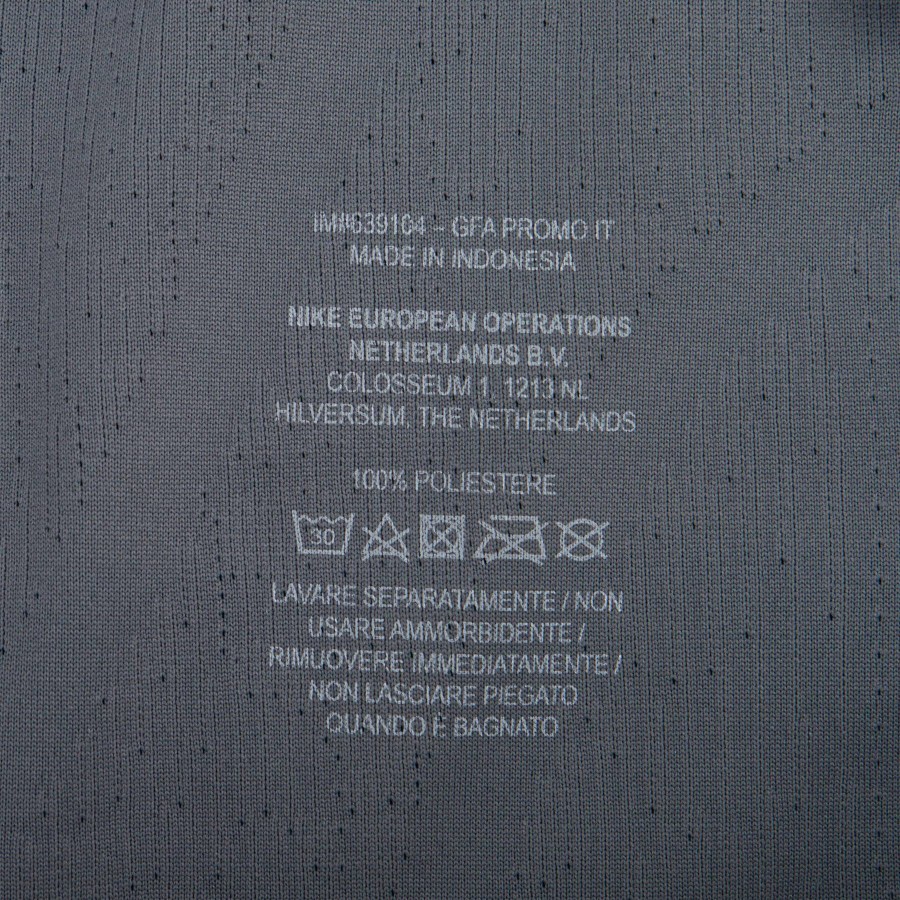 IM#639104 - GFA PROMO IT
MADE IN INDONESIA
NIKE EUROPEAN OPERATIONS
NETHERLANDS B.V.
COLOSSEUM 1, 1213 NL
HILVERSUM, THE NETHERLANDS
100% POLIESTERE
30
LAVARE SEPARATAMENTE / NON
USARE AMMORBIDENTE /
RIMUOVERE IMMEDIATAMENTE /
NON LASCIARE PIEGATO
QUANDO È BAGNATO